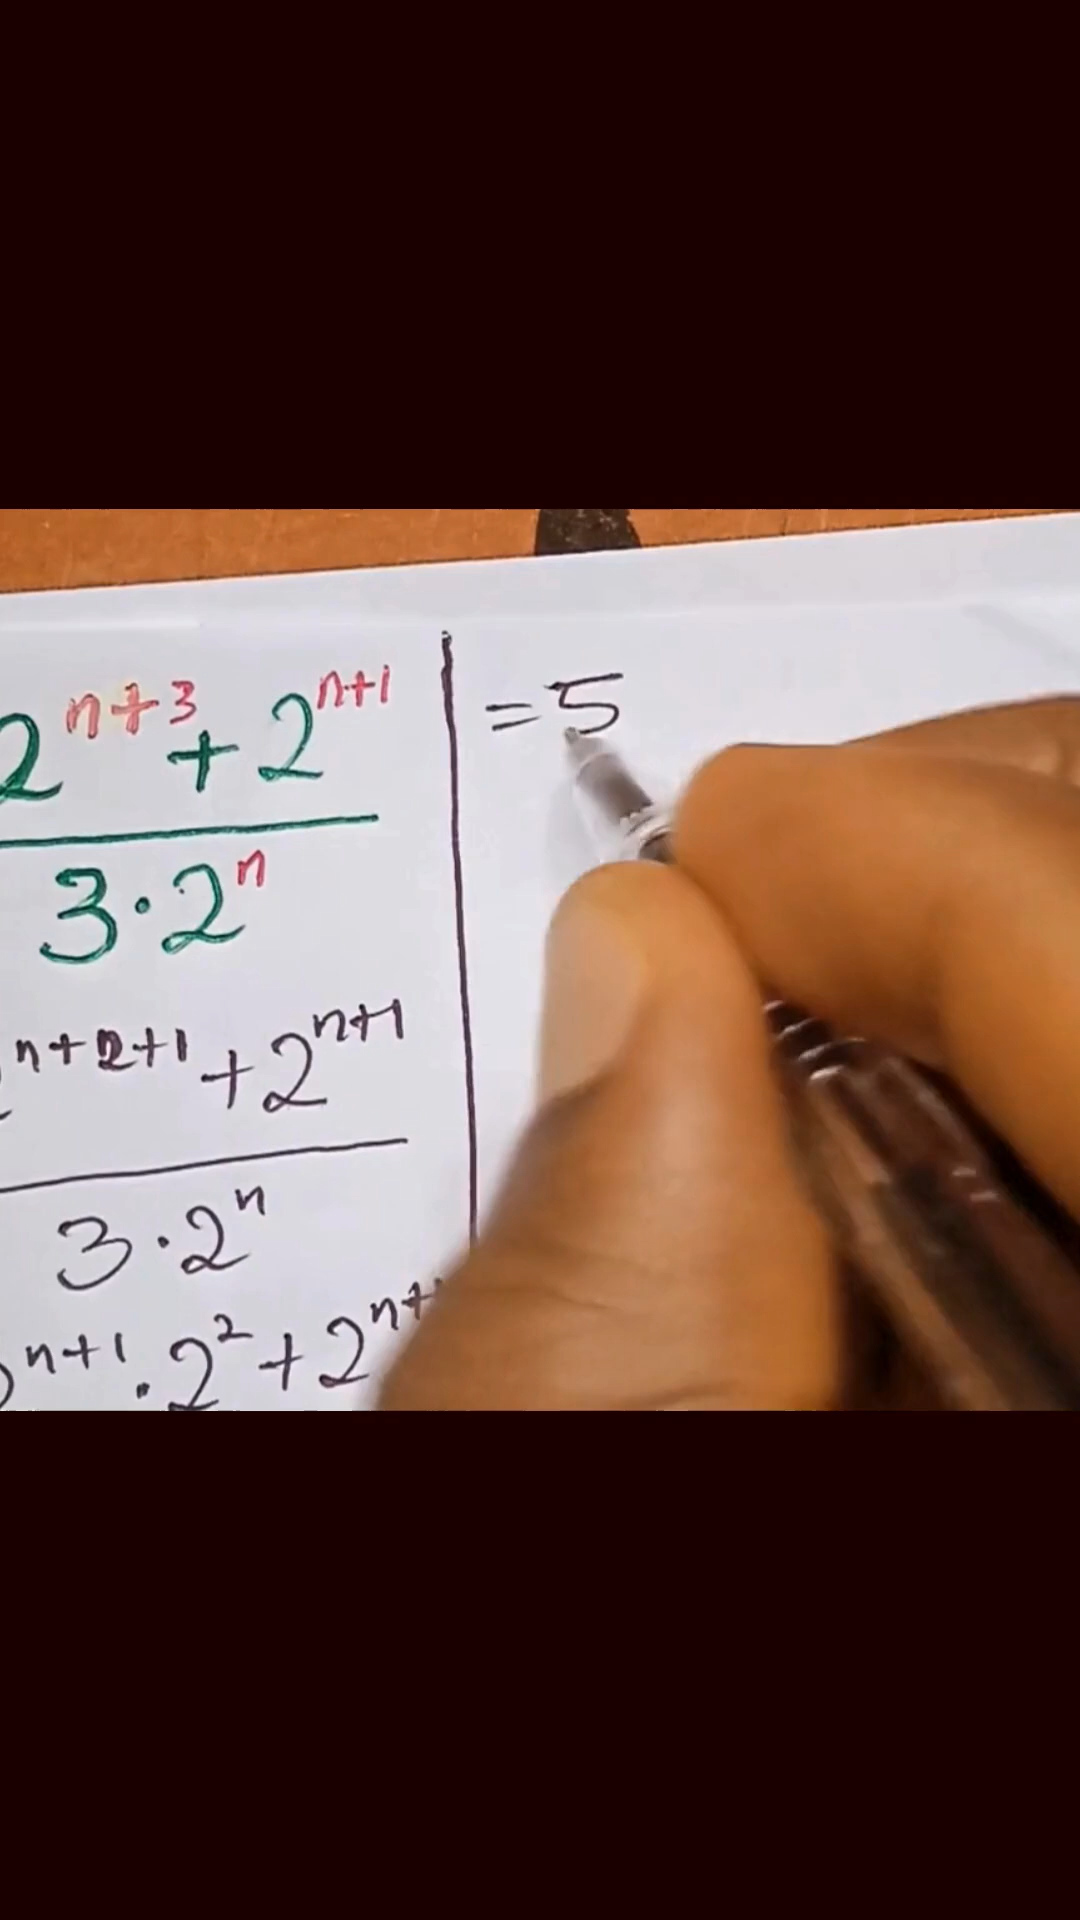 2^{n+3} + 2^{n+1}
3·2^n
n+2+1 + 2^{n+1}
3·2^n
n+1 · 2^2 + 2^{n+
= 5